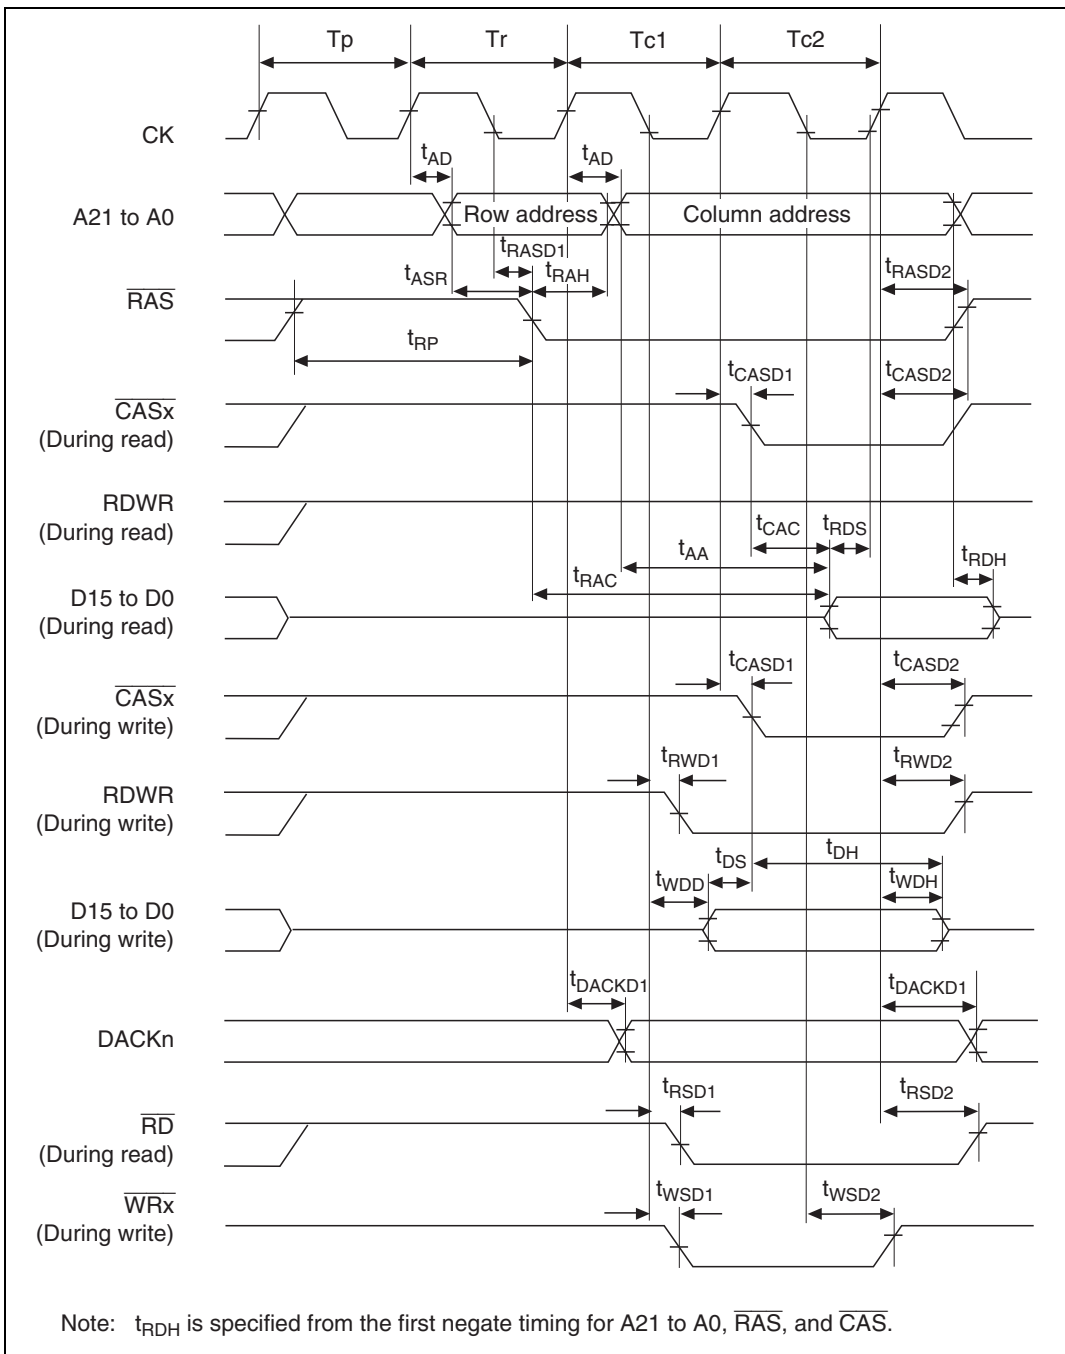 Tp Tr Tc1 Tc2
CK
tAD tAD
A21 to A0 Row address Column address
tRASD1
tASR tRAH tRASD2
RAS
tRP
tCASD1 tCASD2
CASx
(During read)
RDWR
(During read)
tCAC tRDS
tAA tRDH
tRAC
D15 to D0
(During read)
tCASD1 tCASD2
CASx
(During write)
tRWD1 tRWD2
RDWR
(During write)
tDS tDH
tWDD tWDH
D15 to D0
(During write)
tDACKD1 tDACKD1
DACKn
tRSD1 tRSD2
RD
(During read)
tWSD1 tWSD2
WRx
(During write)
Note: tRDH is specified from the first negate timing for A21 to A0, RAS, and CAS.